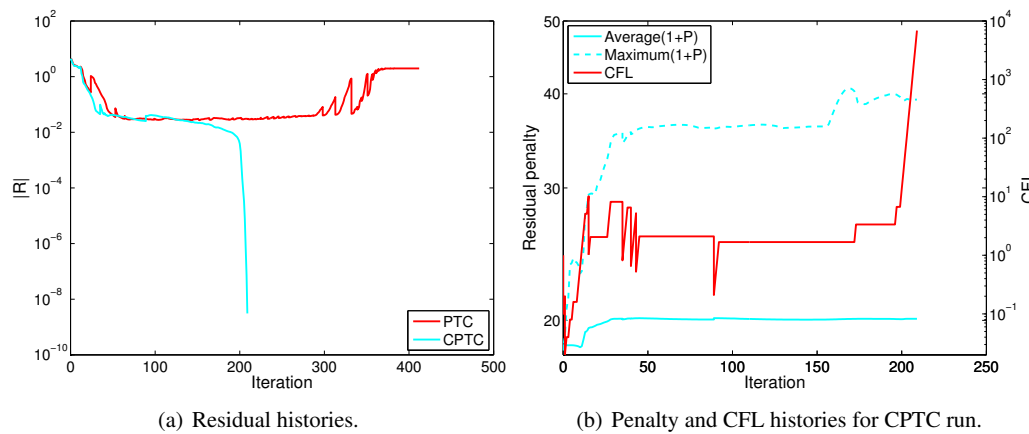 10^2
10^0
10^-2
10^-4
10^-6
10^-8
10^-10
|R|
0 100 200 300 400 500
Iteration
PTC
CPTC
(a) Residual histories.
50
40
30
20
Residual penalty
Average(1+P)
Maximum(1+P)
CFL
10^4
10^3
10^2
10^1
10^0
10^-1
CFL
0 50 100 150 200 250
Iteration
(b) Penalty and CFL histories for CPTC run.